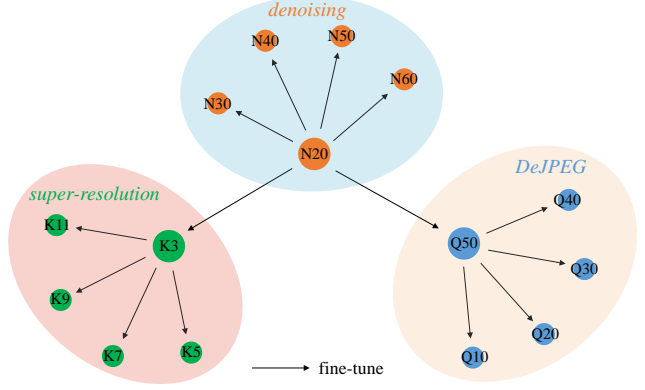 denoising
N40
N50
N60
N30
N20
super-resolution
K11
K3
K9
K7
K5
DeJPEG
Q40
Q50
Q30
Q20
Q10
fine-tune